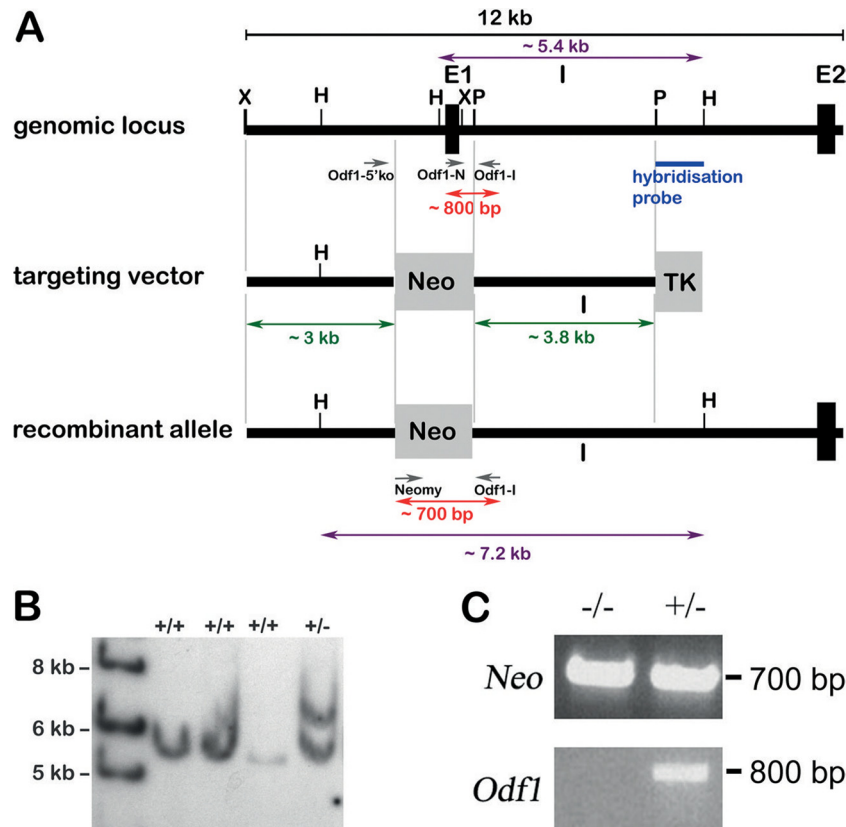 A
12 kb
~ 5.4 kb
E1 I E2
X H H X P P H
genomic locus
Odf1-5'ko Odf1-N Odf1-I
~ 800 bp
hybridisation
probe
H
targeting vector Neo TK
I
~ 3 kb ~ 3.8 kb
H H
recombinant allele Neo
I
Neomy Odf1-I
~ 700 bp
~ 7.2 kb
B
+/+ +/+ +/+ +/-
8 kb –
6 kb –
5 kb –
C
-/- +/-
Neo – 700 bp
Odf1 – 800 bp